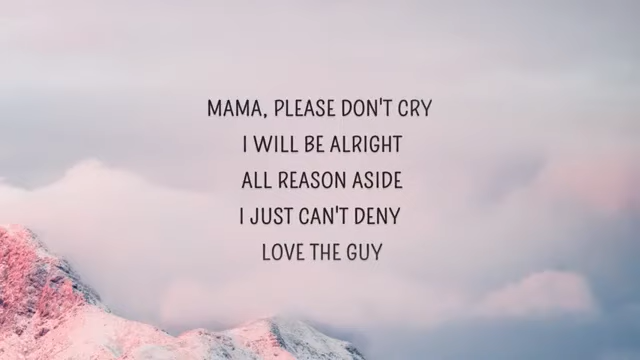 MAMA, PLEASE DON'T CRY
I WILL BE ALRIGHT
ALL REASON ASIDE
I JUST CAN'T DENY
LOVE THE GUY